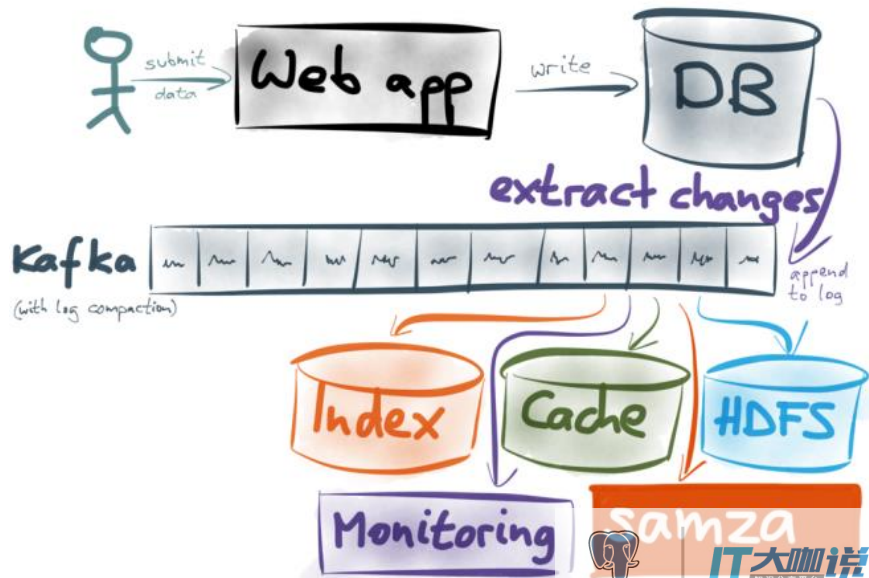 submit
data
Web app
write
DB
extract changes
Kafka
(with log compaction)
append
to log
Index
Cache
HDFS
Monitoring
samza
IT大咖说